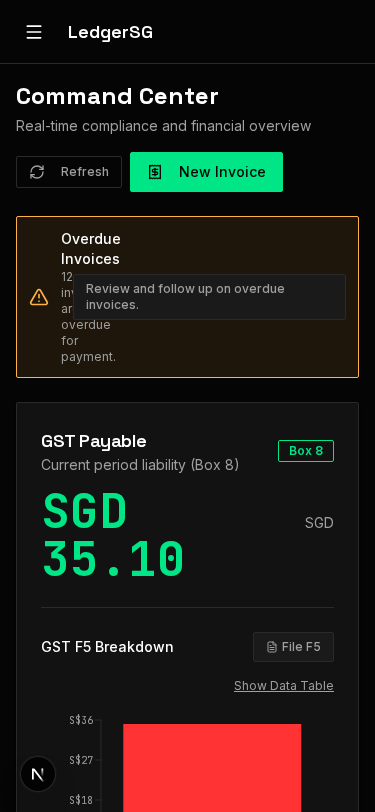 LedgerSG
Command Center
Real-time compliance and financial overview
Refresh
New Invoice
Overdue
Invoices
12
overdue
for
payment.
Review and follow up on overdue
invoices.
GST Payable
Current period liability (Box 8)
Box 8
SGD
35.10
SGD
GST F5 Breakdown
File F5
Show Data Table
S$36
S$27
S$18
N